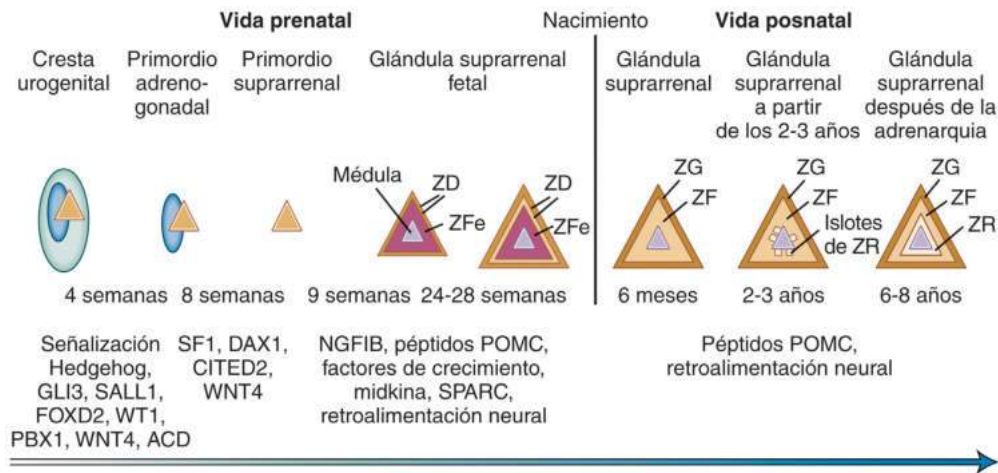 Vida prenatal
Nacimiento
Vida posnatal
Cresta
urogenital
Primordio
adreno-
gonadal
Primordio
suprarrenal
Glándula suprarrenal
fetal
Glándula
suprarrenal
Glándula
suprarrenal
a partir
de los 2-3 años
Glándula
suprarrenal
después de la
adrenarquia
Médula
ZD
ZFe
ZD
ZFe
ZG
ZF
ZG
ZF
Islotes
de ZR
ZG
ZF
ZR
4 semanas
8 semanas
9 semanas
24-28 semanas
6 meses
2-3 años
6-8 años
Señalización
Hedgehog,
GLI3, SALL1,
FOXD2, WT1,
PBX1, WNT4, ACD
SF1, DAX1,
CITED2,
WNT4
NGFIB, péptidos POMC,
factores de crecimiento,
midkina, SPARC,
retroalimentación neural
Péptidos POMC,
retroalimentación neural